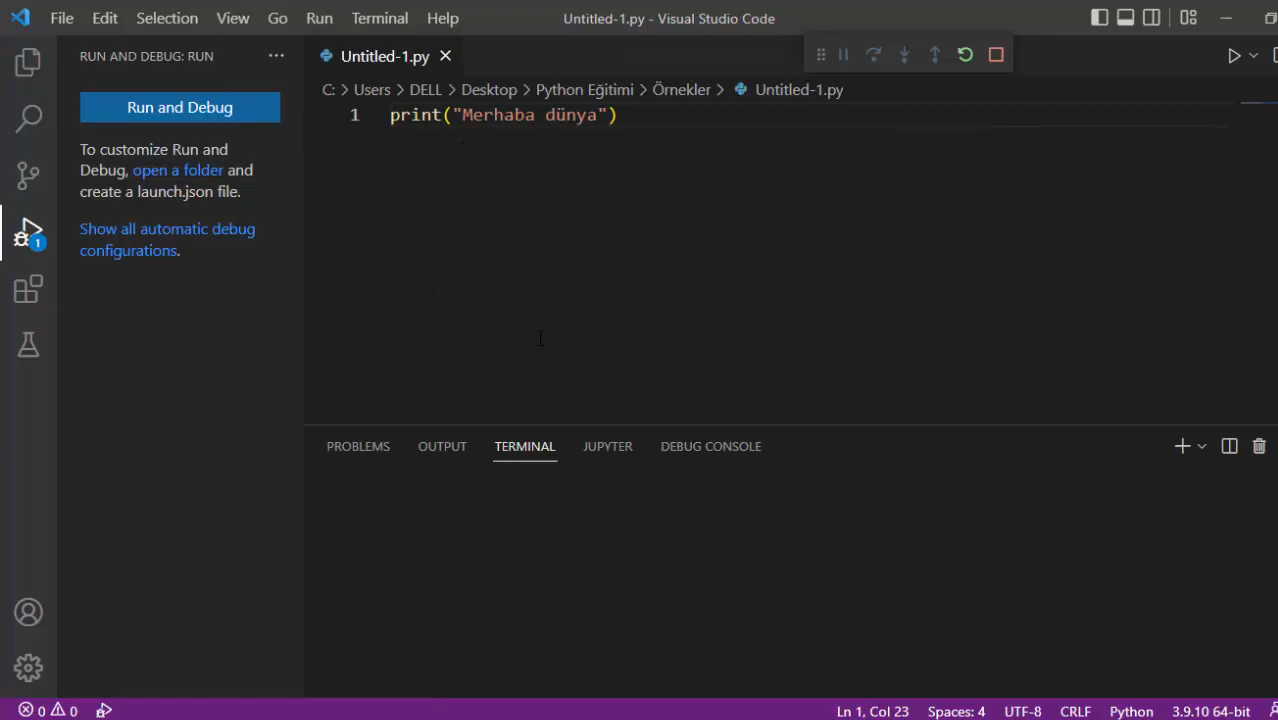 File Edit Selection View Go Run Terminal Help Untitled-1.py - Visual Studio Code
RUN AND DEBUG: RUN
Untitled-1.py
Run and Debug
To customize Run and
Debug, open a folder and
create a launch.json file.
Show all automatic debug
configurations.
1
C: > Users > DELL > Desktop > Python Eğitimi > Örnekler > Untitled-1.py
1 print("Merhaba dünya")
PROBLEMS OUTPUT TERMINAL JUPYTER DEBUG CONSOLE
0 0 Ln 1, Col 23 Spaces: 4 UTF-8 CRLF Python 3.9.10 64-bit